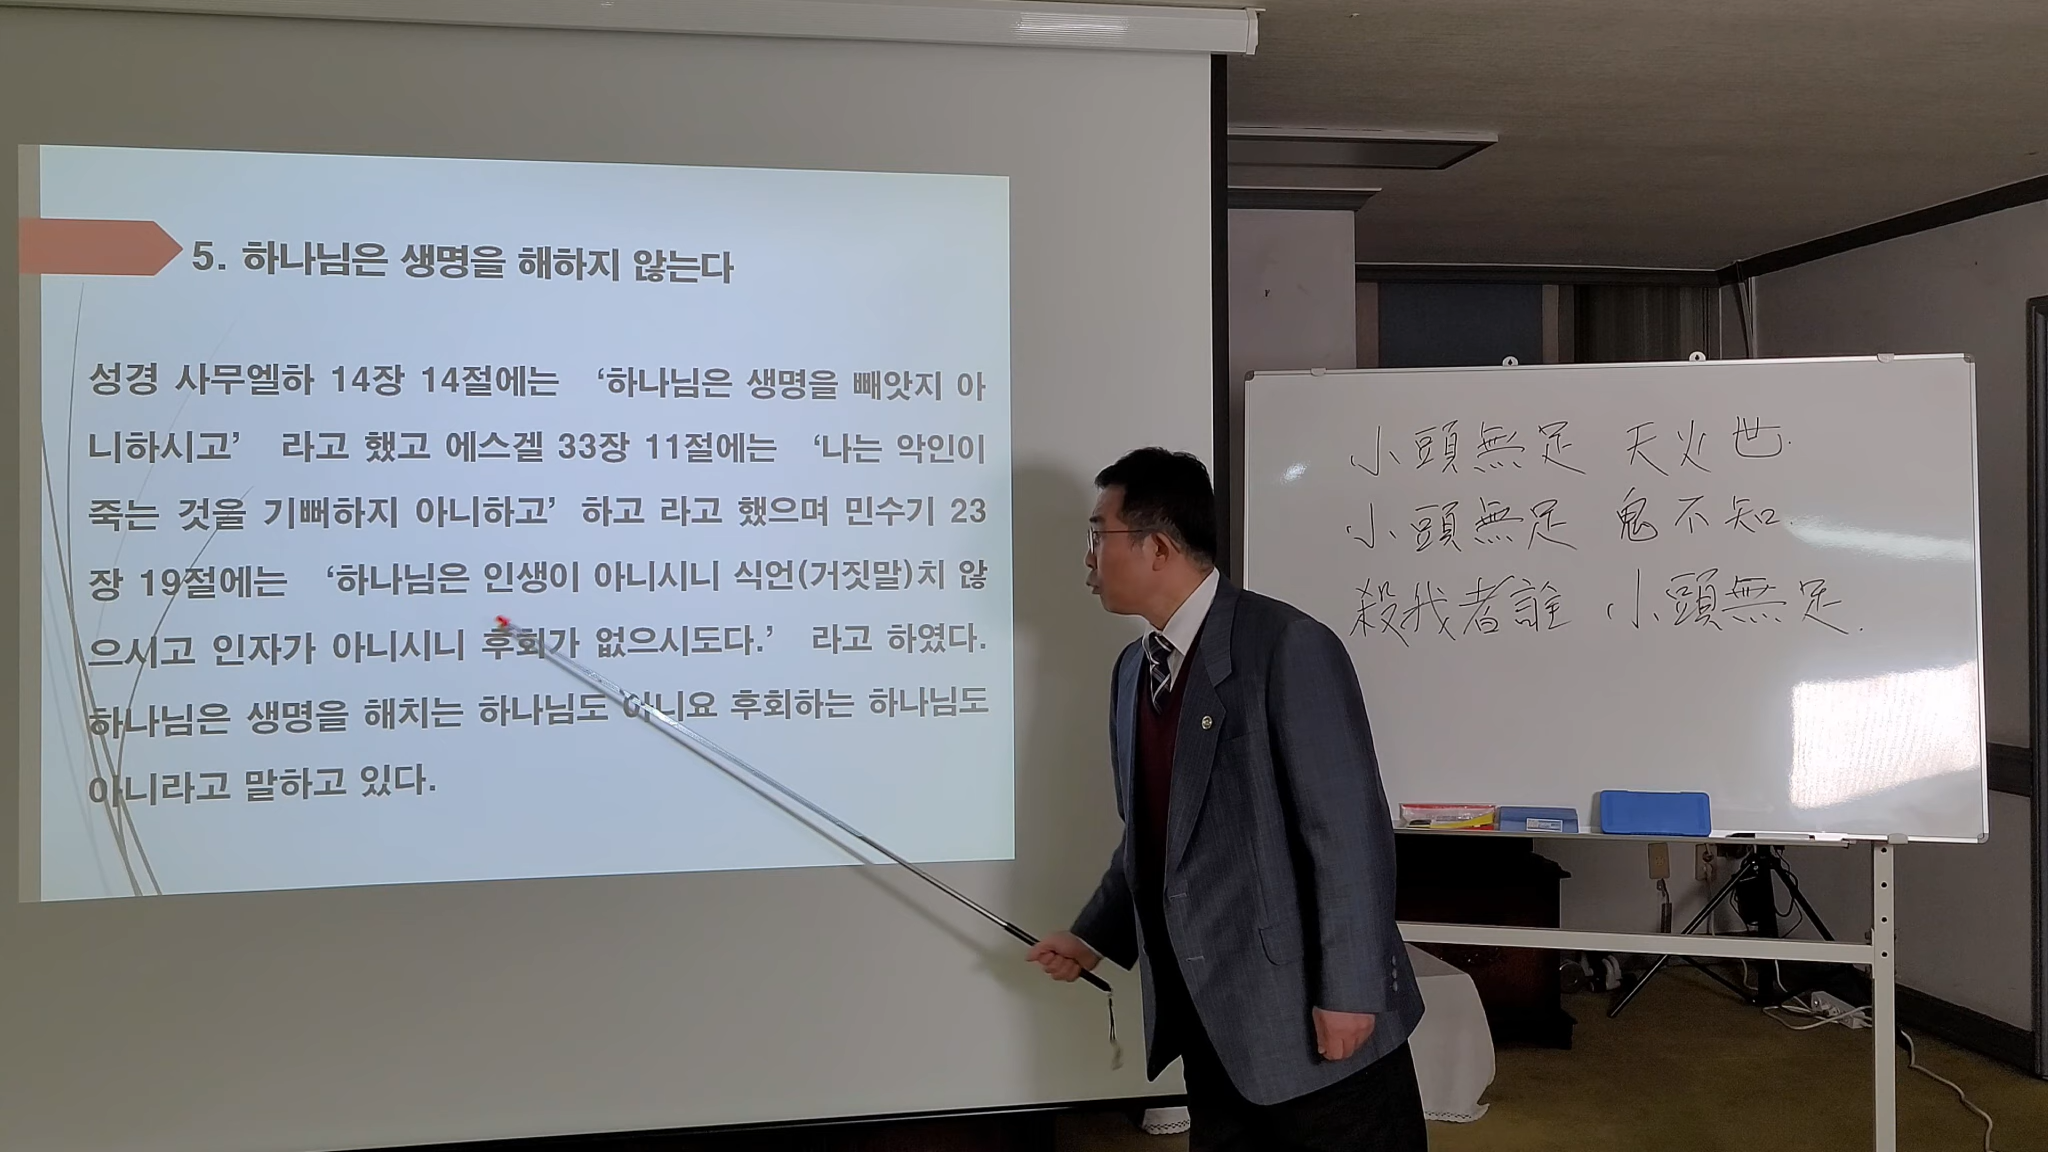 5. 하나님은 생명을 해하지 않는다
성경 사무엘하 14장 14절에는 ‘하나님은 생명을 빼앗지 아
니하시고’ 라고 했고 에스겔 33장 11절에는 ‘나는 악인이
죽는 것을 기뻐하지 아니하고’ 하고 라고 했으며 민수기 23
장 19절에는 ‘하나님은 인생이 아니시니 식언(거짓말)치 않
으시고 인자가 아니시니 후회가 없으시도다.’ 라고 하였다.
하나님은 생명을 해치는 하나님도 아니요 후회하는 하나님도
아니라고 말하고 있다.
小頭無足 天火世.
小頭無足 鬼不知.
殺我者誰 小頭無足.